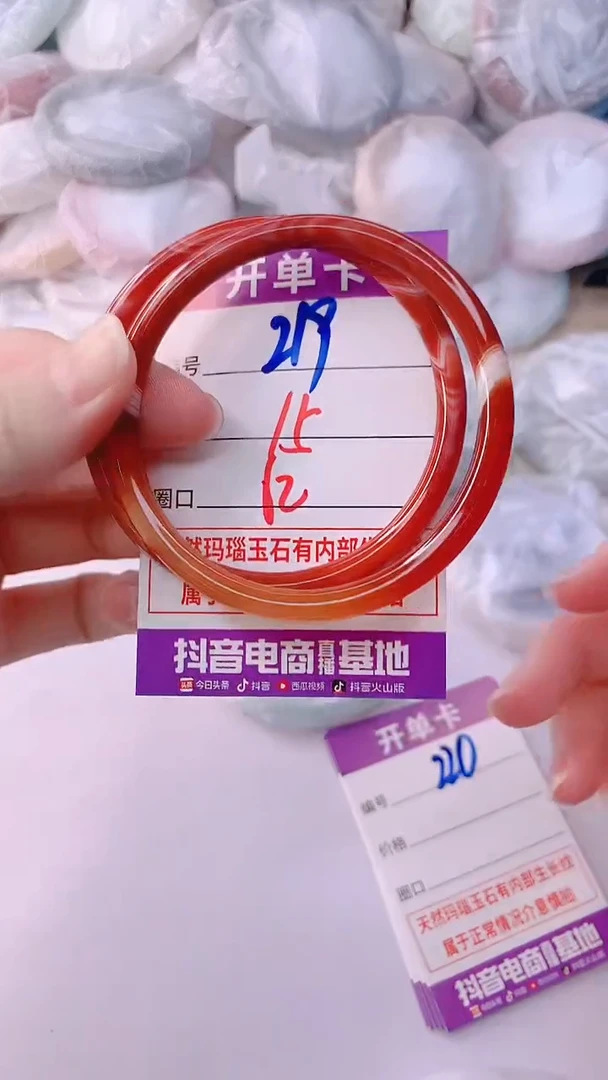 开单卡
号 219
15
圈口
然玛瑙玉石有内部
属
抖音电商直播基地
今日头条 抖音 西瓜视频 抖音火山版
开单卡
编号 220
价格
圈口
天然玛瑙玉石有内部生长纹
属于正常情况介意慎拍
抖音电商直播基地